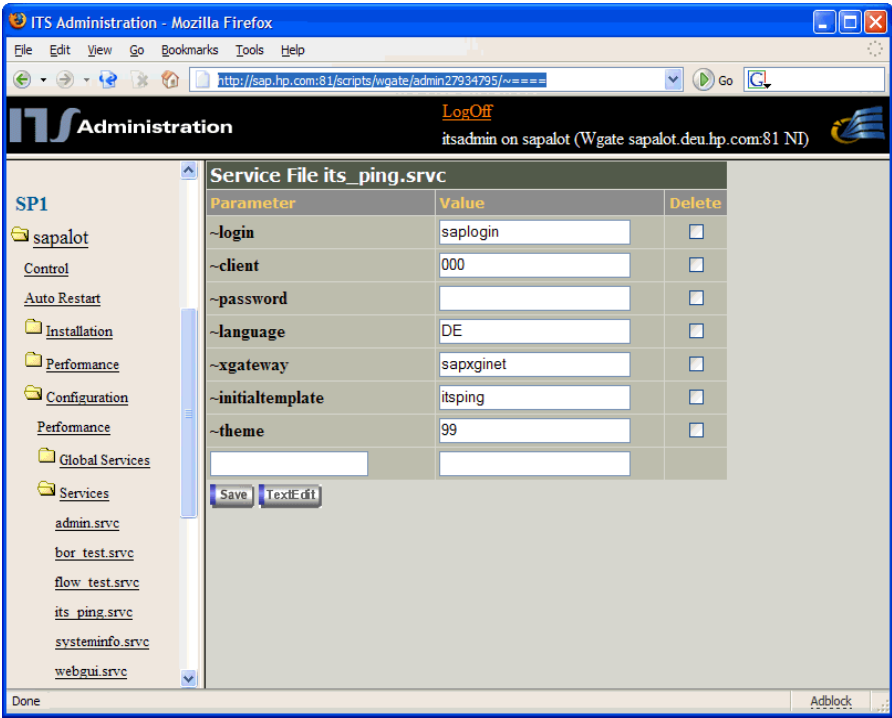 ITS Administration - Mozilla Firefox
File Edit View Go Bookmarks Tools Help
http://sap.hp.com:81/scripts/wgate/admin27934795/~==== Go G
ITS Administration
LogOff
itsadmin on sapalot (Wgate sapalot.deu.hp.com:81 NI)
SP1
sapalot
Control
Auto Restart
Installation
Performance
Configuration
Performance
Global Services
Services
admin.srvc
bor_test.srvc
flow_test.srvc
its_ping.srvc
systeminfo.srvc
webgui.srvc
Service File its_ping.srvc
Parameter Value Delete
~login saplogin
~client 000
~password
~language DE
~xgateway sapxginet
~initialtemplate itsping
~theme 99
Save TextEdit
Done Adblock